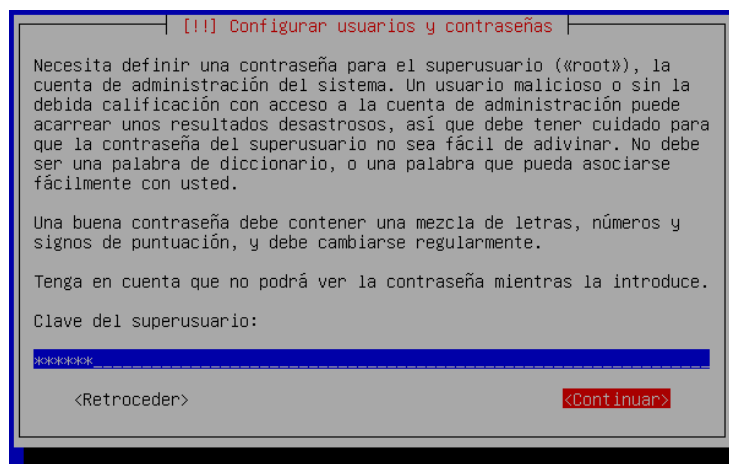 [!!] Configurar usuarios y contraseñas
Necesita definir una contraseña para el superusuario («root»), la
cuenta de administración del sistema. Un usuario malicioso o sin la
debida calificación con acceso a la cuenta de administración puede
acarrear unos resultados desastrosos, así que debe tener cuidado para
que la contraseña del superusuario no sea fácil de adivinar. No debe
ser una palabra de diccionario, o una palabra que pueda asociarse
fácilmente con usted.
Una buena contraseña debe contener una mezcla de letras, números y
signos de puntuación, y debe cambiarse regularmente.
Tenga en cuenta que no podrá ver la contraseña mientras la introduce.
Clave del superusuario:
******
<Retroceder> <Continuar>